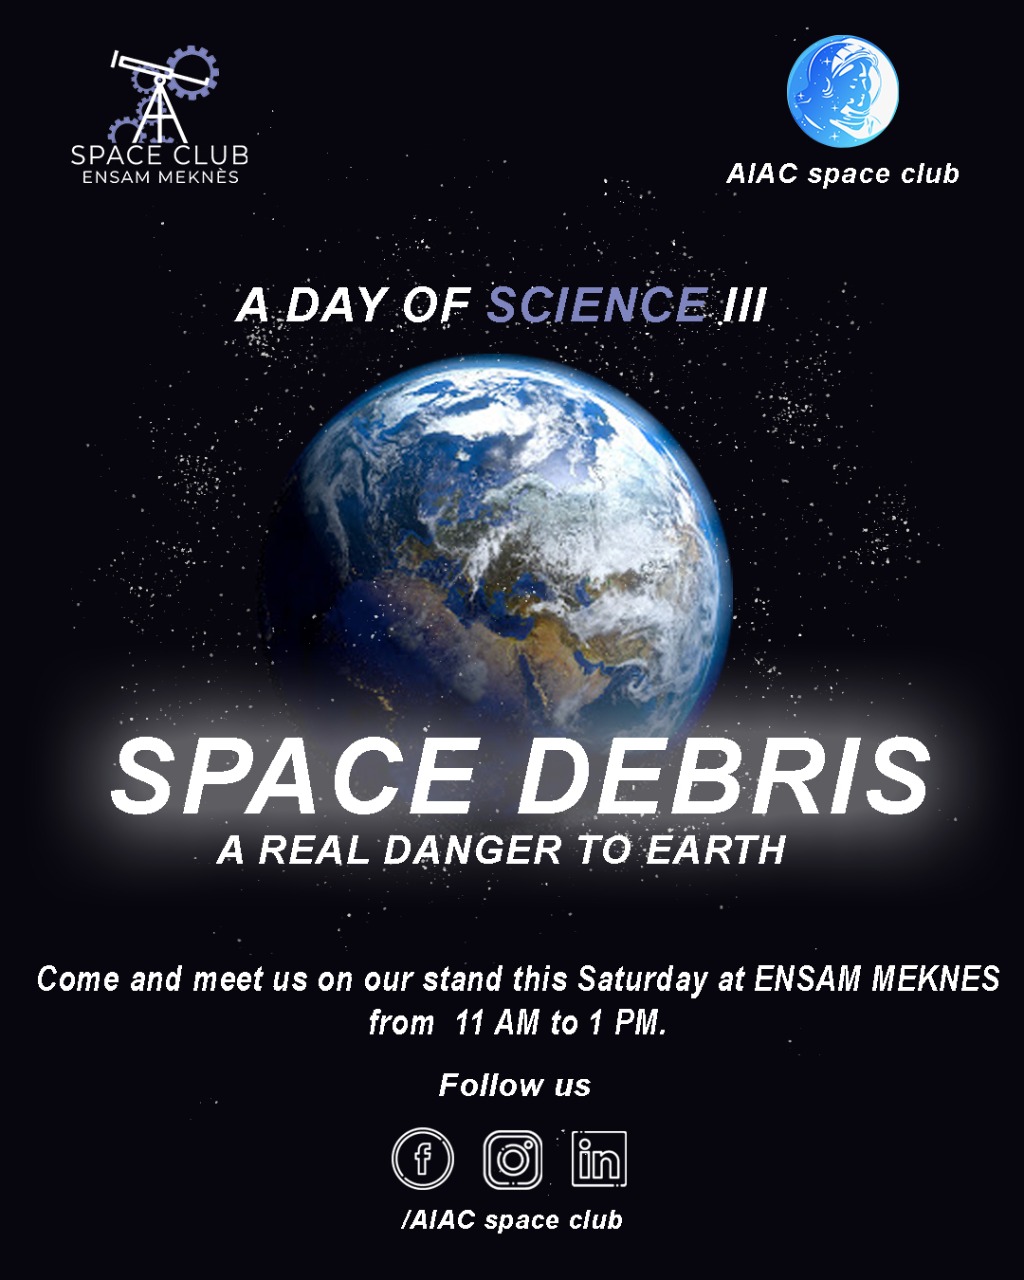 SPACE CLUB
ENSAM MEKNÈS
AIAC space club
A DAY OF SCIENCE III
SPACE DEBRIS
A REAL DANGER TO EARTH
Come and meet us on our stand this Saturday at ENSAM MEKNES
from 11 AM to 1 PM.
Follow us
f
in
/AIAC space club